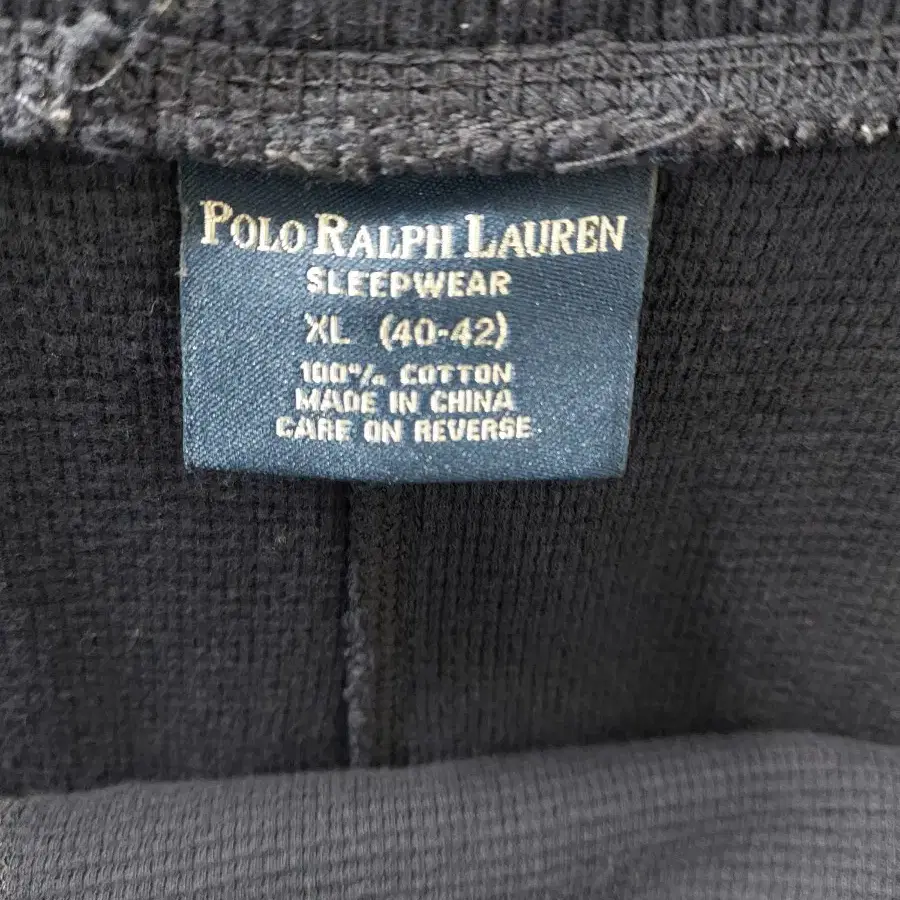 POLO RALPH LAUREN
SLEEPWEAR
XL (40-42)
100% COTTON
MADE IN CHINA
CARE ON REVERSE